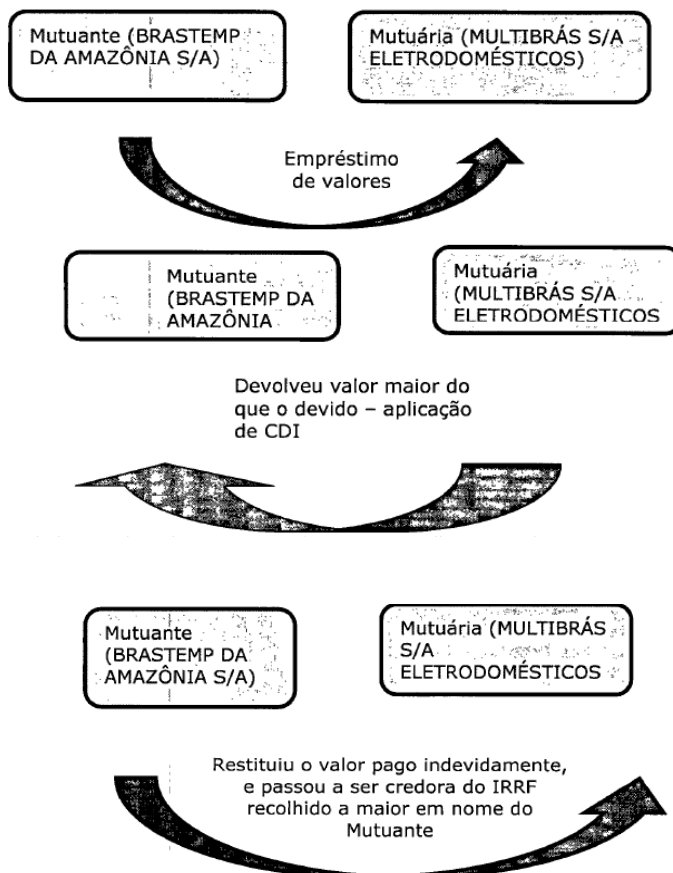 Mutuante (BRASTEMP
DA AMAZÔNIA S/A)
Mutuária (MULTIBRÁS S/A
ELETRODOMÉSTICOS)
Empréstimo
de valores
Mutuante
(BRASTEMP DA
AMAZÔNIA
Mutuária
(MULTIBRÁS S/A
ELETRODOMÉSTICOS
Devolveu valor maior do
que o devido – aplicação
de CDI
Mutuante
(BRASTEMP DA
AMAZÔNIA S/A)
Mutuária (MULTIBRÁS
S/A
ELETRODOMÉSTICOS
Restituiu o valor pago indevidamente,
e passou a ser credora do IRRF
recolhido a maior em nome do
Mutuante